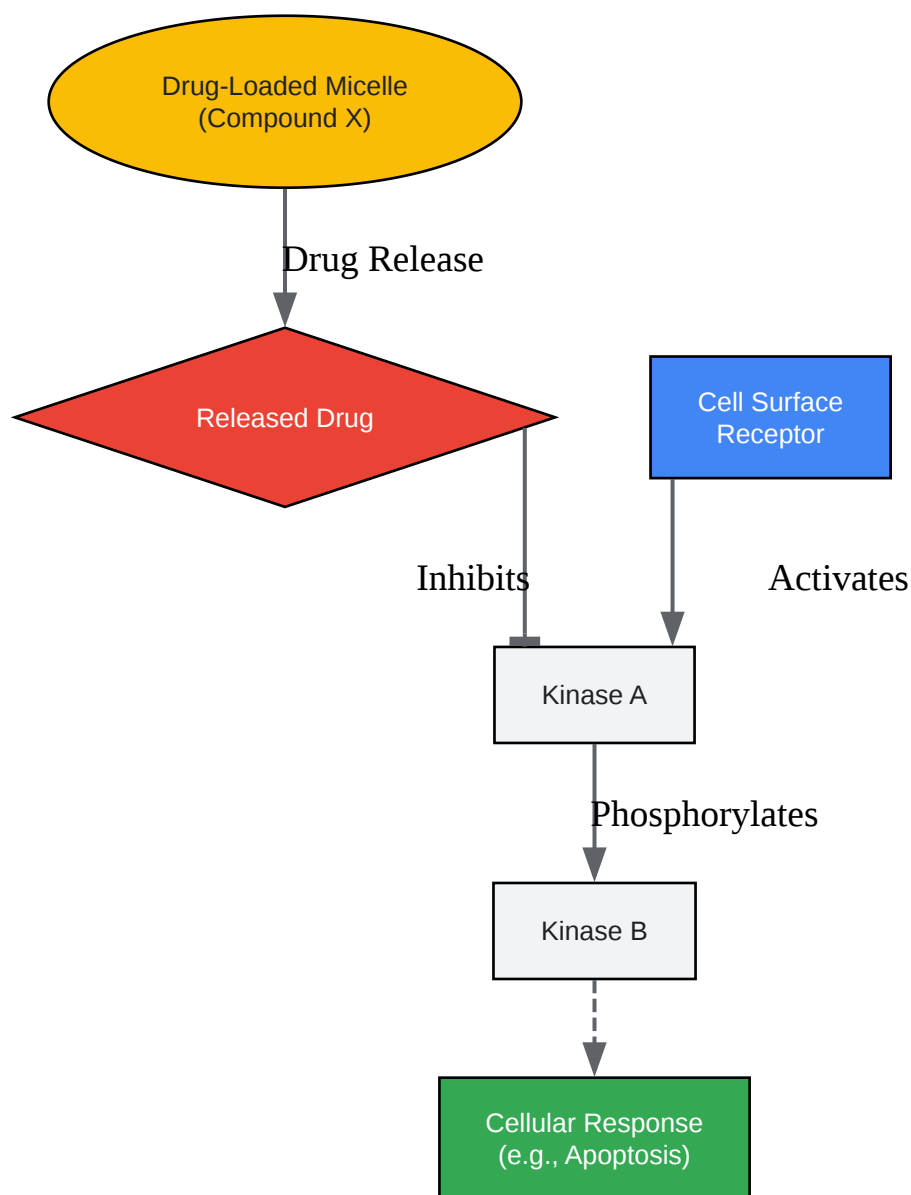 Drug-Loaded Micelle
(Compound X)
Drug Release
Released Drug
Cell Surface
Receptor
Inhibits
Activates
Kinase A
Phosphorylates
Kinase B
Cellular Response
(e.g., Apoptosis)